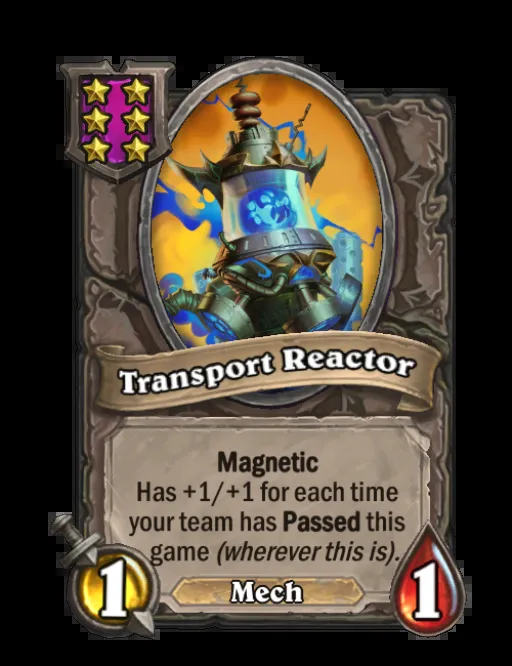 Transport Reactor
Magnetic
Has +1/+1 for each time
your team has Passed this
game (wherever this is).
1
Mech
1